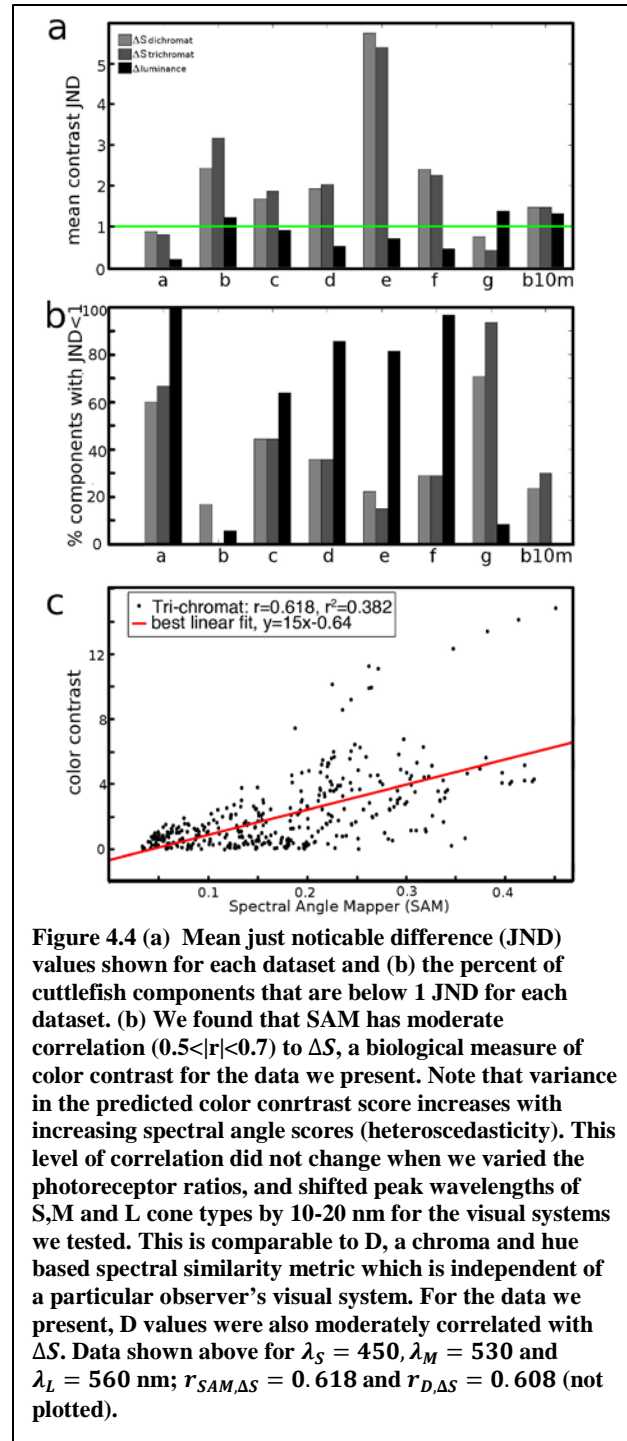 a
ΔS dichromat
ΔS trichromat
Δluminance
mean contrast JND
5
4
3
2
1
0
a b c d e f g b10m
b
% components with JND<1
100
80
60
40
20
0
a b c d e f g b10m
c
Tri-chromat: r=0.618, r²=0.382
best linear fit, y=15x-0.64
color contrast
12
8
4
0
0.1 0.2 0.3 0.4
Spectral Angle Mapper (SAM)
Figure 4.4 (a) Mean just noticable difference (JND)
values shown for each dataset and (b) the percent of
cuttlefish components that are below 1 JND for each
dataset. (b) We found that SAM has moderate
correlation (0.5<|r|<0.7) to ΔS, a biological measure of
color contrast for the data we present. Note that variance
in the predicted color conrtrast score increases with
increasing spectral angle scores (heteroscedasticity). This
level of correlation did not change when we varied the
photoreceptor ratios, and shifted peak wavelengths of
S,M and L cone types by 10-20 nm for the visual systems
we tested. This is comparable to D, a chroma and hue
based spectral similarity metric which is independent of
a particular observer's visual system. For the data we
present, D values were also moderately correlated with
ΔS. Data shown above for λS = 450, λM = 530 and
λL = 560 nm; rSAM,ΔS = 0.618 and rD,ΔS = 0.608 (not
plotted).